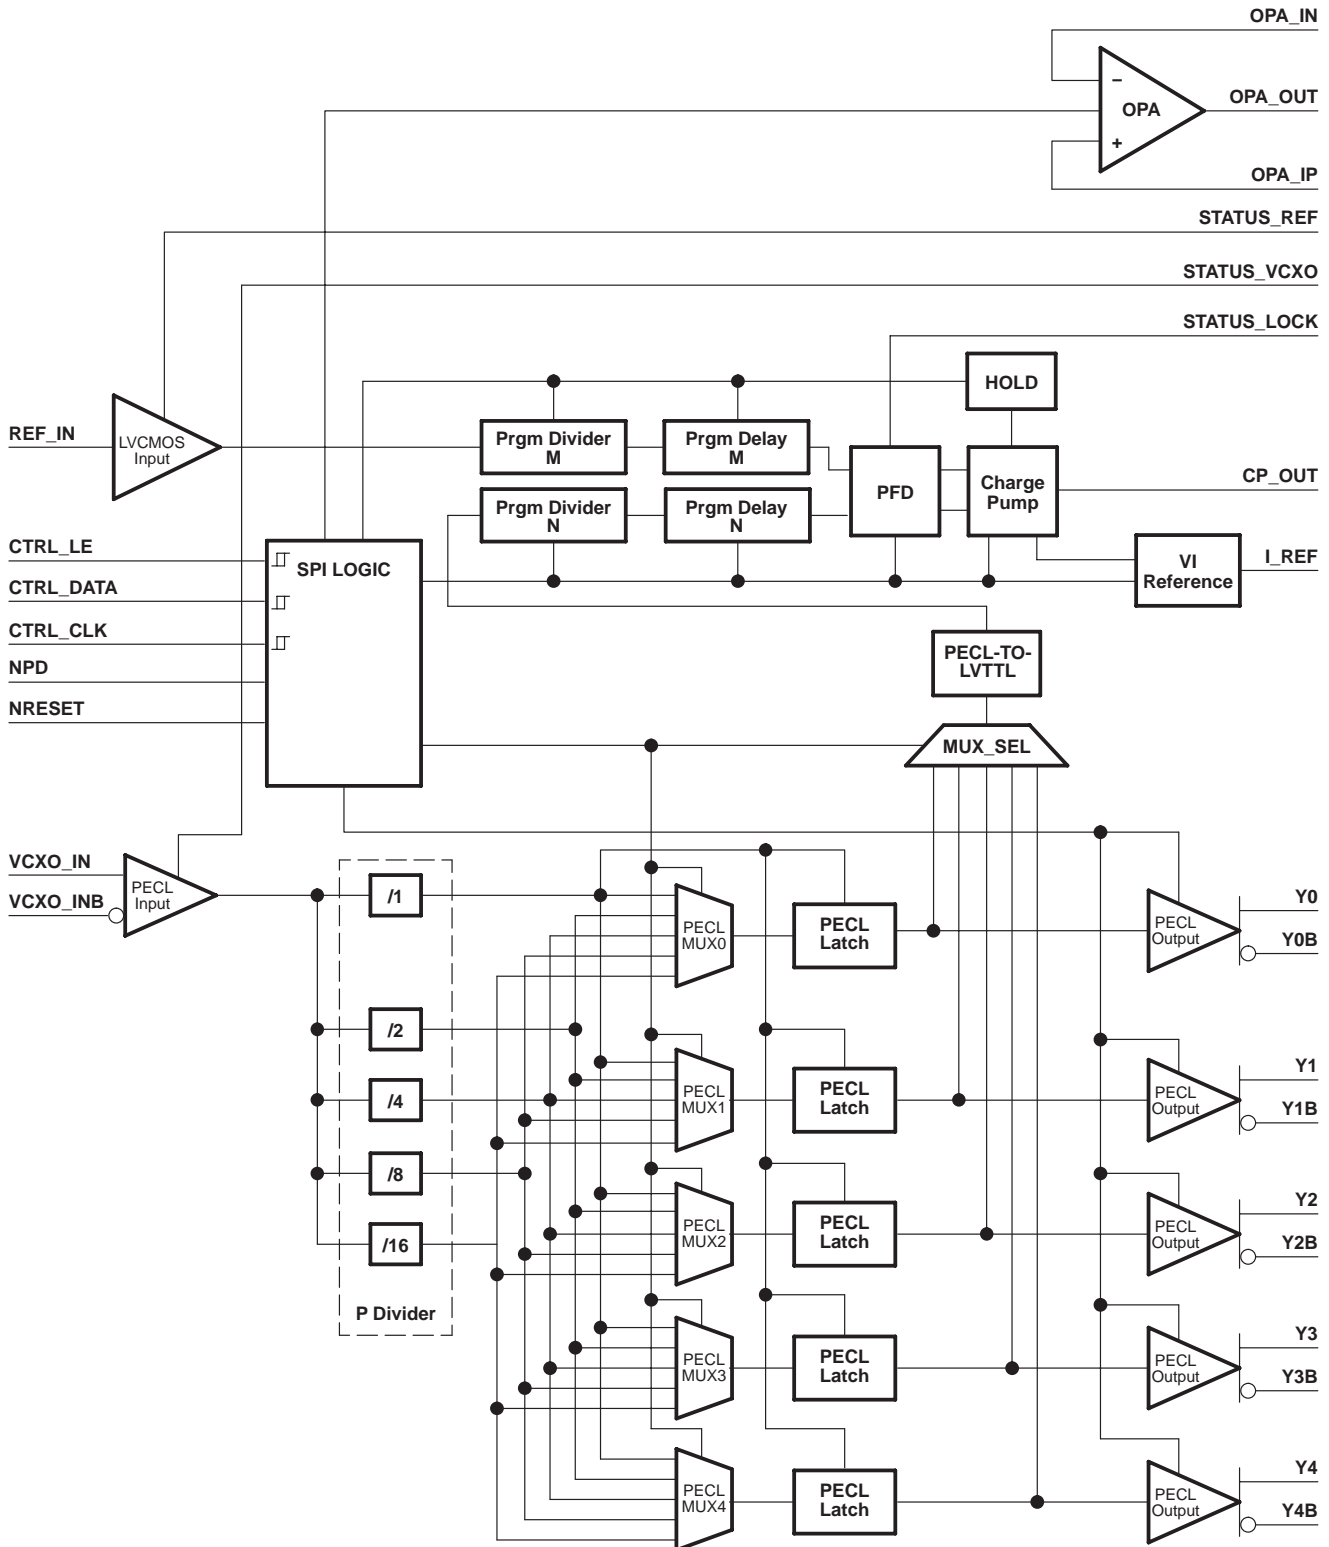 OPA_IN
−
OPA
OPA_OUT
+
OPA_IP
STATUS_REF
STATUS_VCXO
STATUS_LOCK
HOLD
REF_IN
LVCMOS
Input
Prgm Divider
M
Prgm Delay
M
PFD
Charge
Pump
CP_OUT
Prgm Divider
N
Prgm Delay
N
CTRL_LE
SPI LOGIC
VI
Reference
I_REF
CTRL_DATA
CTRL_CLK
NPD
NRESET
PECL-TO-
LVTTL
MUX_SEL
VCXO_IN
VCXO_INB
PECL
Input
/1
PECL
MUX0
PECL
Latch
PECL
Output
Y0
Y0B
/2
PECL
MUX1
PECL
Latch
PECL
Output
Y1
Y1B
/4
/8
PECL
MUX2
PECL
Latch
PECL
Output
Y2
Y2B
/16
P Divider
PECL
MUX3
PECL
Latch
PECL
Output
Y3
Y3B
PECL
MUX4
PECL
Latch
PECL
Output
Y4
Y4B